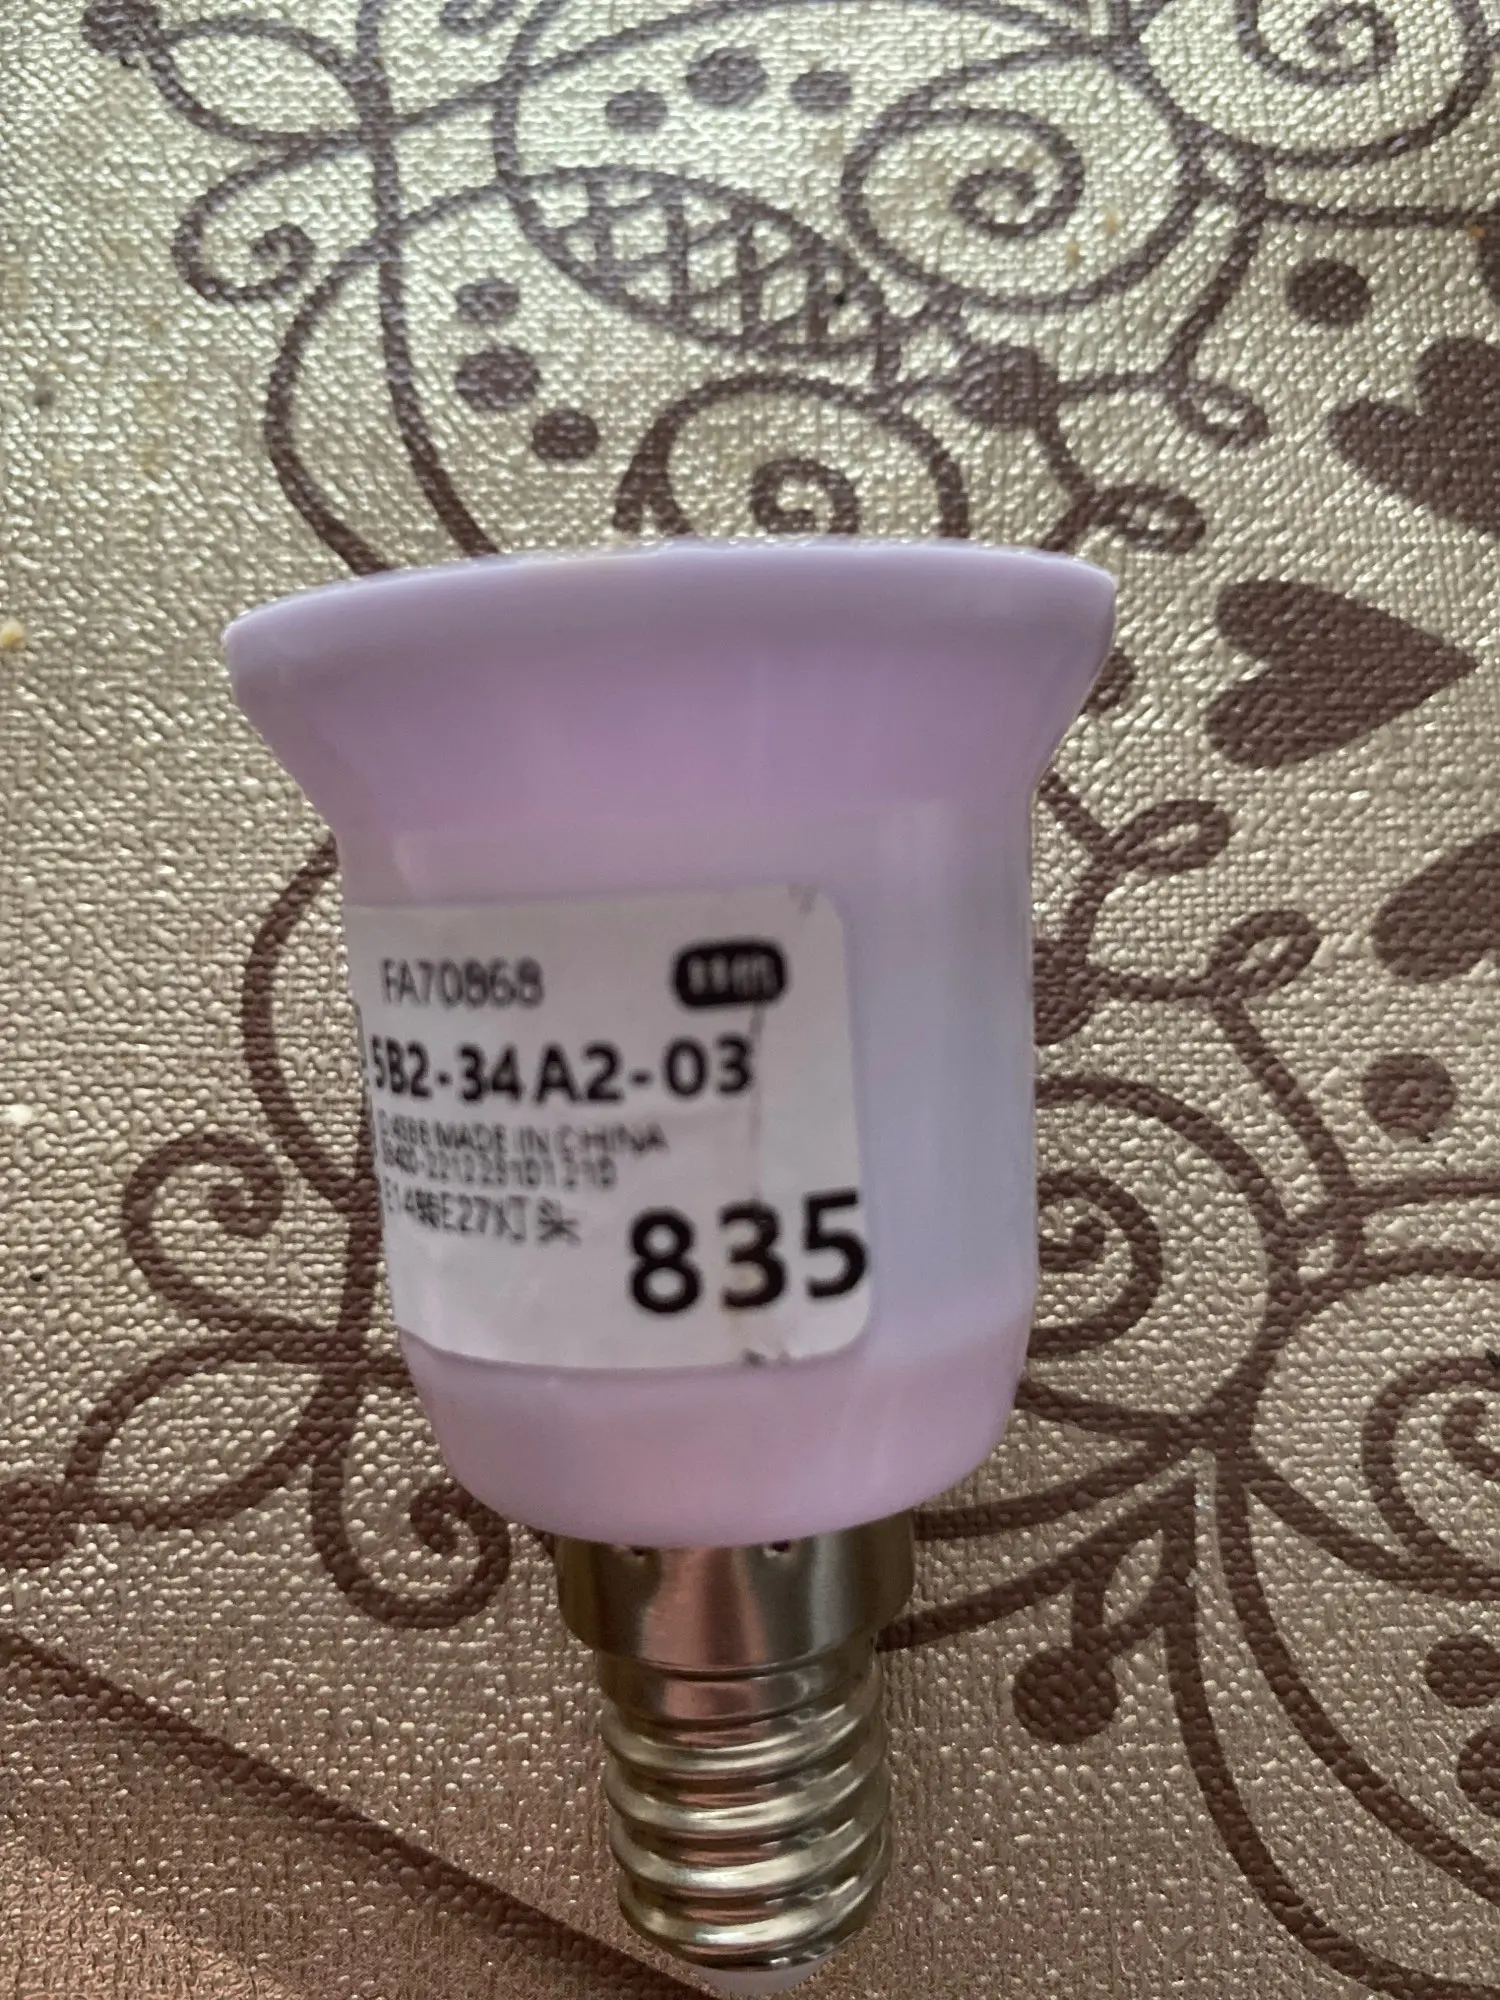 FA70868
5B2-34A2-03
MADE IN CHINA
E14转E27灯头
835